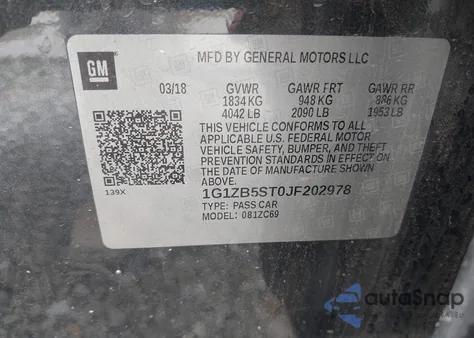 GM
MFD BY GENERAL MOTORS LLC
03/18 GVWR GAWR FRT GAWR RR
1834 KG 948 KG 886 KG
4042 LB 2090 LB 1953 LB
THIS VEHICLE CONFORMS TO ALL
APPLICABLE U.S. FEDERAL MOTOR
VEHICLE SAFETY, BUMPER, AND THEFT
PREVENTION STANDARDS IN EFFECT ON
THE DATE OF MANUFACTURE SHOWN
ABOVE.
139X
1G1ZB5ST0JF202978
TYPE: PASS CAR
MODEL: 081ZC69
autosnap